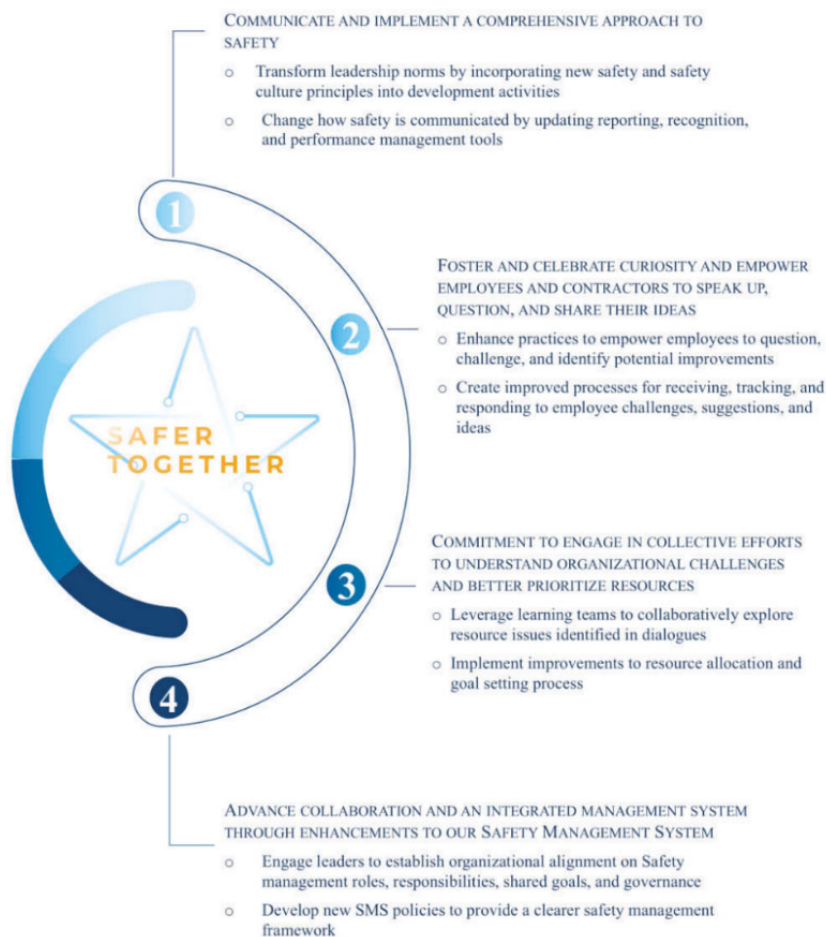 COMMUNICATE AND IMPLEMENT A COMPREHENSIVE APPROACH TO
SAFETY
○ Transform leadership norms by incorporating new safety and safety
culture principles into development activities
○ Change how safety is communicated by updating reporting, recognition,
and performance management tools
1
FOSTER AND CELEBRATE CURIOSITY AND EMPOWER
EMPLOYEES AND CONTRACTORS TO SPEAK UP,
QUESTION, AND SHARE THEIR IDEAS
2
○ Enhance practices to empower employees to question,
challenge, and identify potential improvements
○ Create improved processes for receiving, tracking, and
responding to employee challenges, suggestions, and
ideas
SAFER
TOGETHER
COMMITMENT TO ENGAGE IN COLLECTIVE EFFORTS
TO UNDERSTAND ORGANIZATIONAL CHALLENGES
AND BETTER PRIORITIZE RESOURCES
3
○ Leverage learning teams to collaboratively explore
resource issues identified in dialogues
○ Implement improvements to resource allocation and
goal setting process
4
ADVANCE COLLABORATION AND AN INTEGRATED MANAGEMENT SYSTEM
THROUGH ENHANCEMENTS TO OUR SAFETY MANAGEMENT SYSTEM
○ Engage leaders to establish organizational alignment on Safety
management roles, responsibilities, shared goals, and governance
○ Develop new SMS policies to provide a clearer safety management
framework